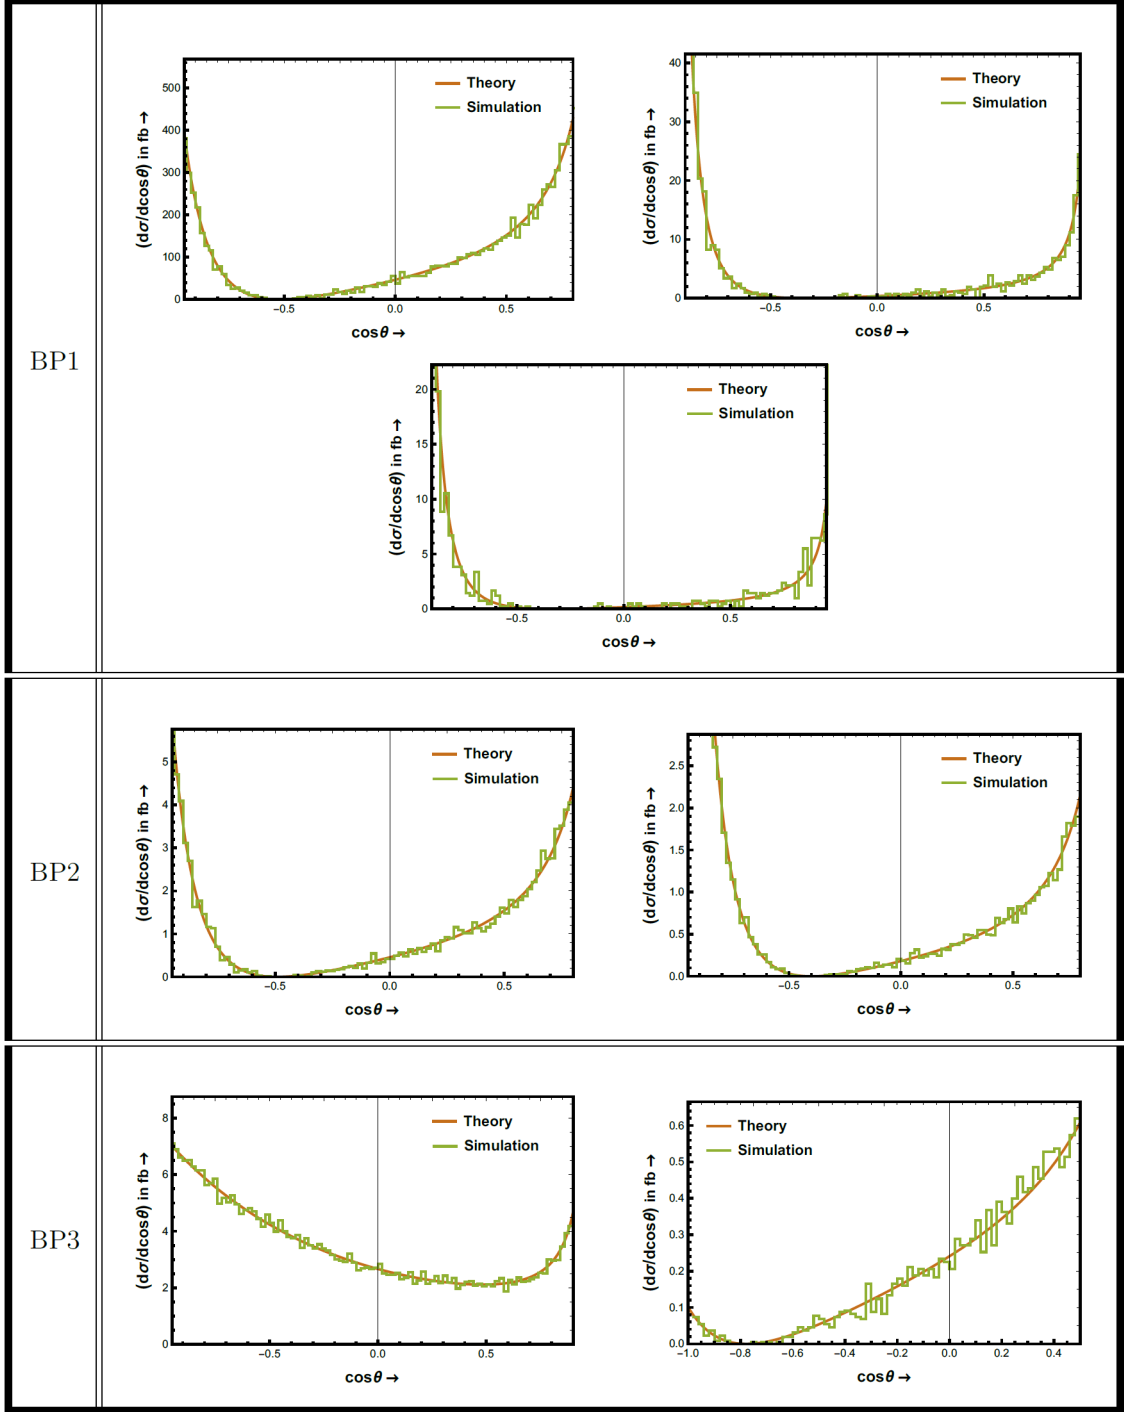 BP1
(dσ/dcosθ) in fb →
500
400
300
200
100
0
−0.5
0.0
0.5
cosθ →
Theory
Simulation
(dσ/dcosθ) in fb →
40
30
20
10
0
−0.5
0.0
0.5
cosθ →
Theory
Simulation
(dσ/dcosθ) in fb →
20
15
10
5
0
−0.5
0.0
0.5
cosθ →
Theory
Simulation
BP2
(dσ/dcosθ) in fb →
5
4
3
2
1
0
−0.5
0.0
0.5
cosθ →
Theory
Simulation
(dσ/dcosθ) in fb →
2.5
2.0
1.5
1.0
0.5
0.0
−0.5
0.0
0.5
cosθ →
Theory
Simulation
BP3
(dσ/dcosθ) in fb →
8
6
4
2
0
−0.5
0.0
0.5
cosθ →
Theory
Simulation
(dσ/dcosθ) in fb →
0.6
0.5
0.4
0.3
0.2
0.1
0.0
−1.0 −0.8 −0.6 −0.4 −0.2 0.0 0.2 0.4
cosθ →
Theory
Simulation